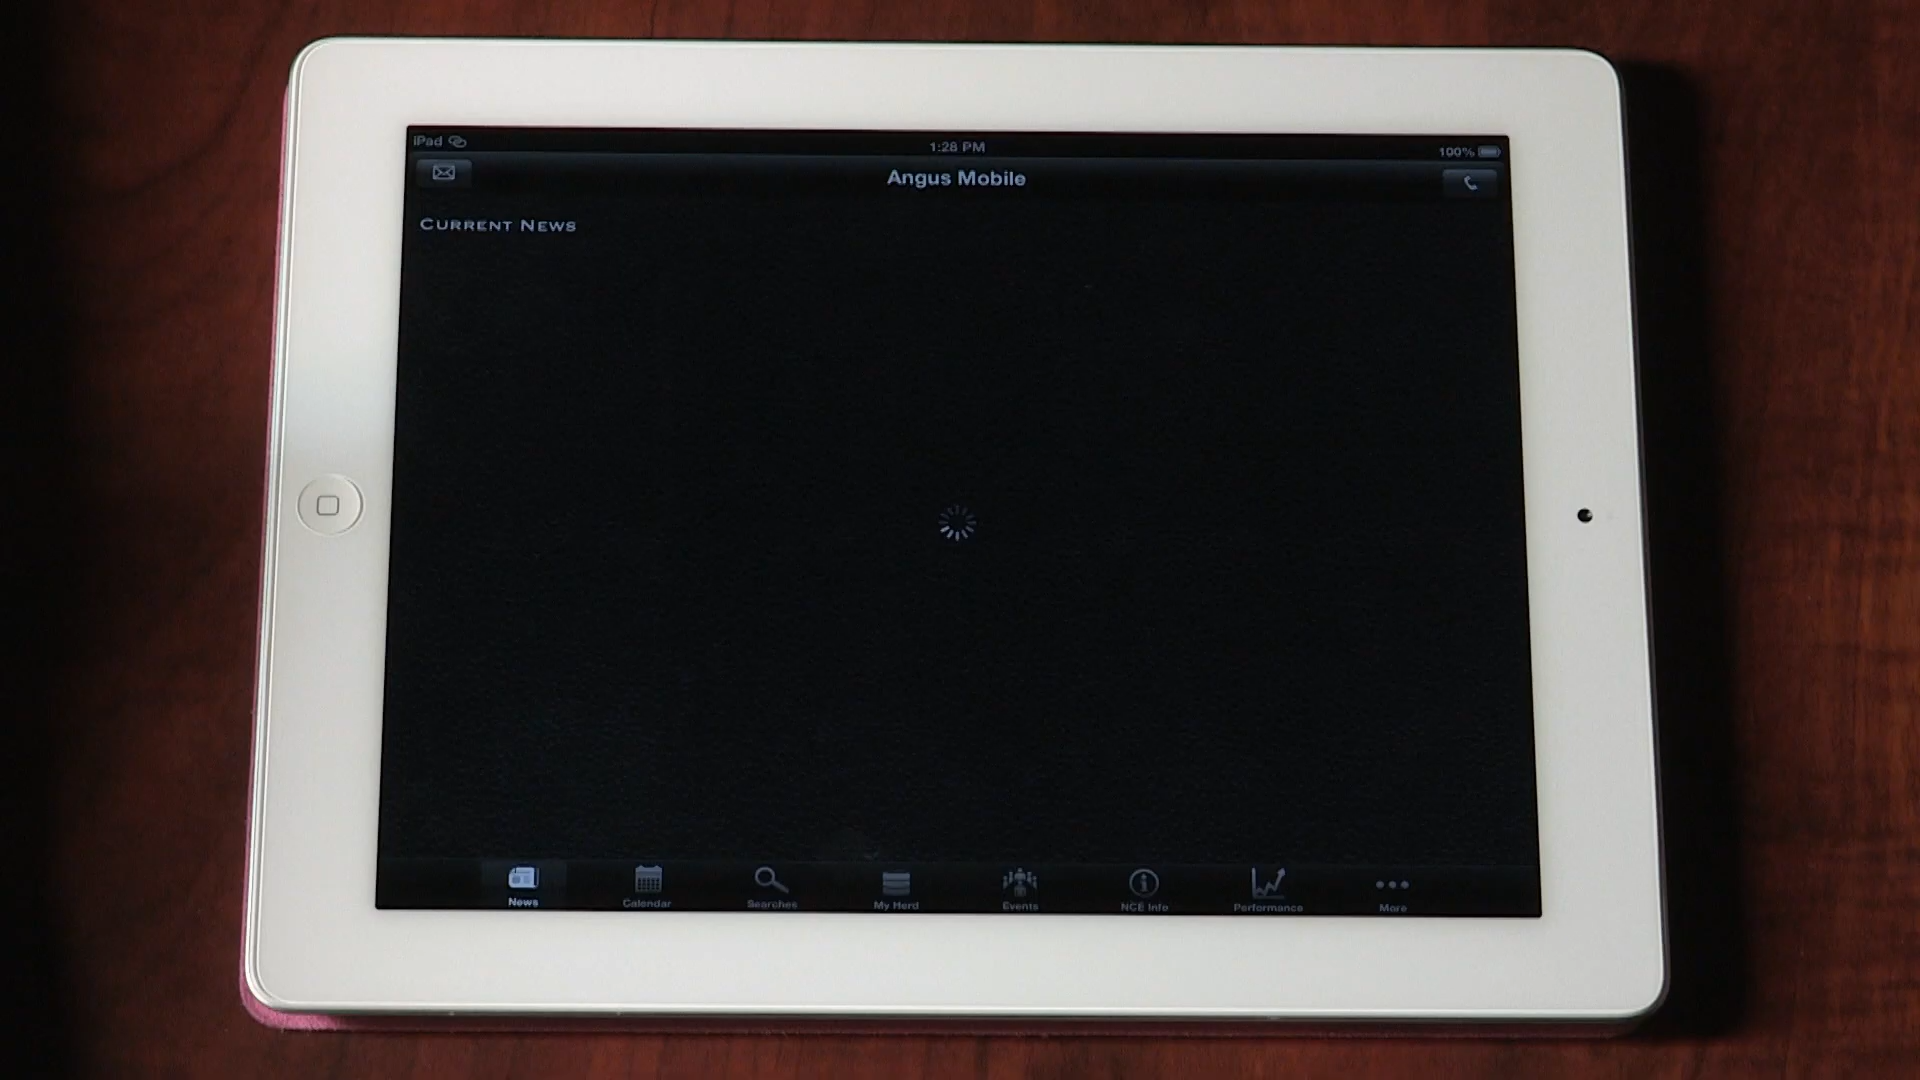 iPad
1:28 PM
100%
Angus Mobile
CURRENT NEWS
News
Calendar
Searches
My Herd
Events
NCE Info
Performance
More